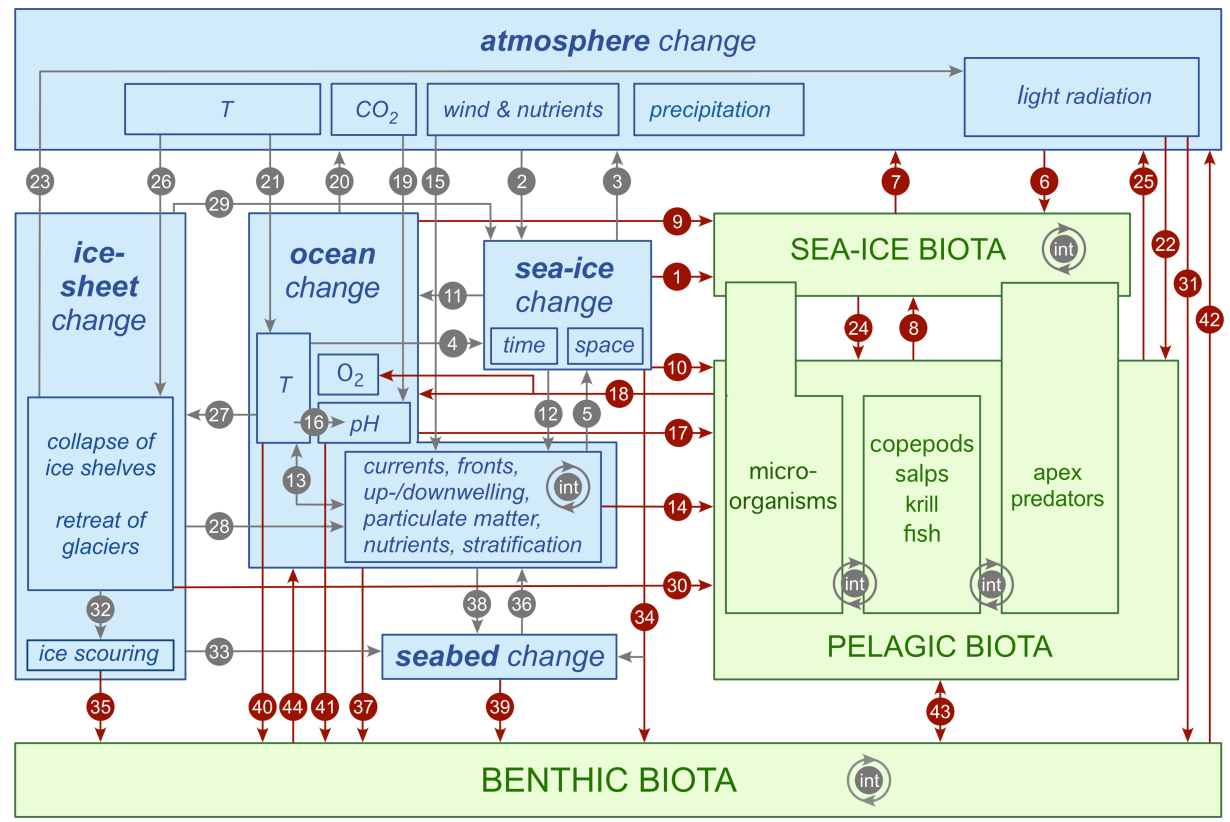 atmosphere change
T
CO2
wind & nutrients
precipitation
light radiation
23
26
21
20
19
15
2
3
7
6
25
29
22
9
31
42
ice-
sheet
change
ocean
change
sea-ice
change
time
space
SEA-ICE BIOTA
int
1
11
4
24
8
10
T
O2
18
27
16
pH
12
5
17
collapse of
ice shelves
retreat of
glaciers
13
28
currents, fronts,
up-/downwelling,
particulate matter,
nutrients, stratification
int
14
micro-
organisms
copepods
salps
krill
fish
apex
predators
int
int
30
32
38
36
34
ice scouring
33
seabed change
PELAGIC BIOTA
35
40
44
41
37
39
43
BENTHIC BIOTA
int